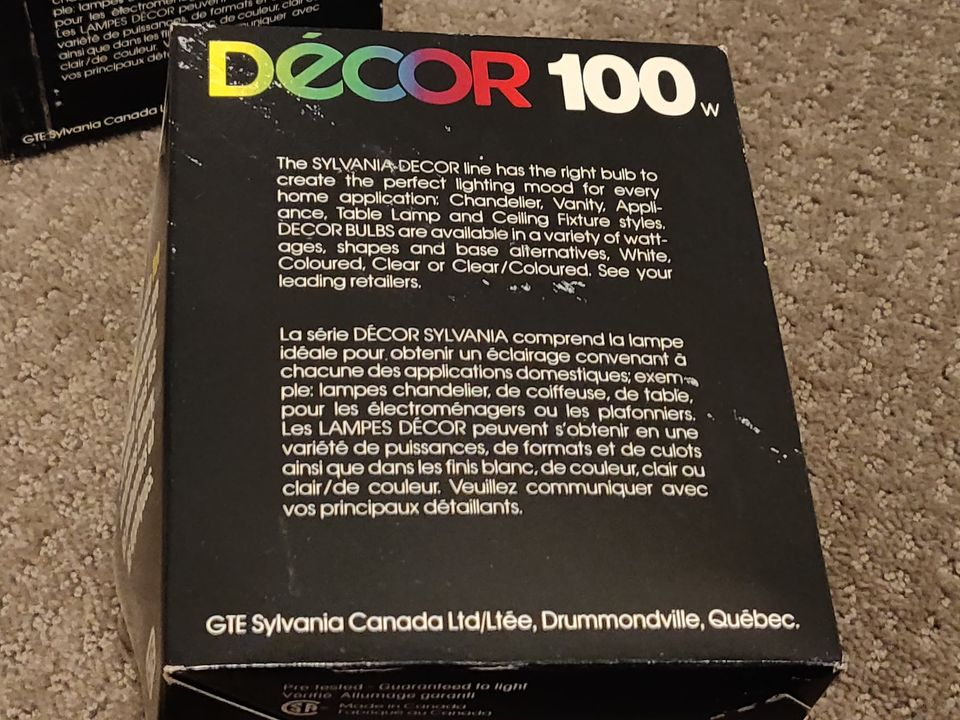 pour les électroménagers
Les LAMPES DÉCOR peuvent
variété de puissances, de formats et de
ainsi que dans les
clair/de couleur.
vos principaux
GTE Sylvania Canada
DÉCOR 100 W
The SYLVANIA DECOR line has the right bulb to
create the perfect lighting mood for every
home application: Chandelier, Vanity, Appli-
ance, Table Lamp and Ceiling Fixture styles.
DECOR BULBS are available in a variety of watt-
ages, shapes and base alternatives, White,
Coloured, Clear or Clear/Coloured. See your
leading retailers.
La série DÉCOR SYLVANIA comprend la lampe
idéale pour obtenir un éclairage convenant à
chacune des applications domestiques; exem-
ple: lampes chandelier, de coiffeuse, de table,
pour les électroménagers ou les plafonniers.
Les LAMPES DÉCOR peuvent s'obtenir en une
variété de puissances, de formats et de culots
ainsi que dans les finis blanc, de couleur, clair ou
clair/de couleur. Veuillez communiquer avec
vos principaux détaillants.
GTE Sylvania Canada Ltd/Ltée, Drummondville, Québec.
Pre-tested - Guaranteed to light
Vérifié Allumage garanti
Made in Canada
Fabriqué au Canada